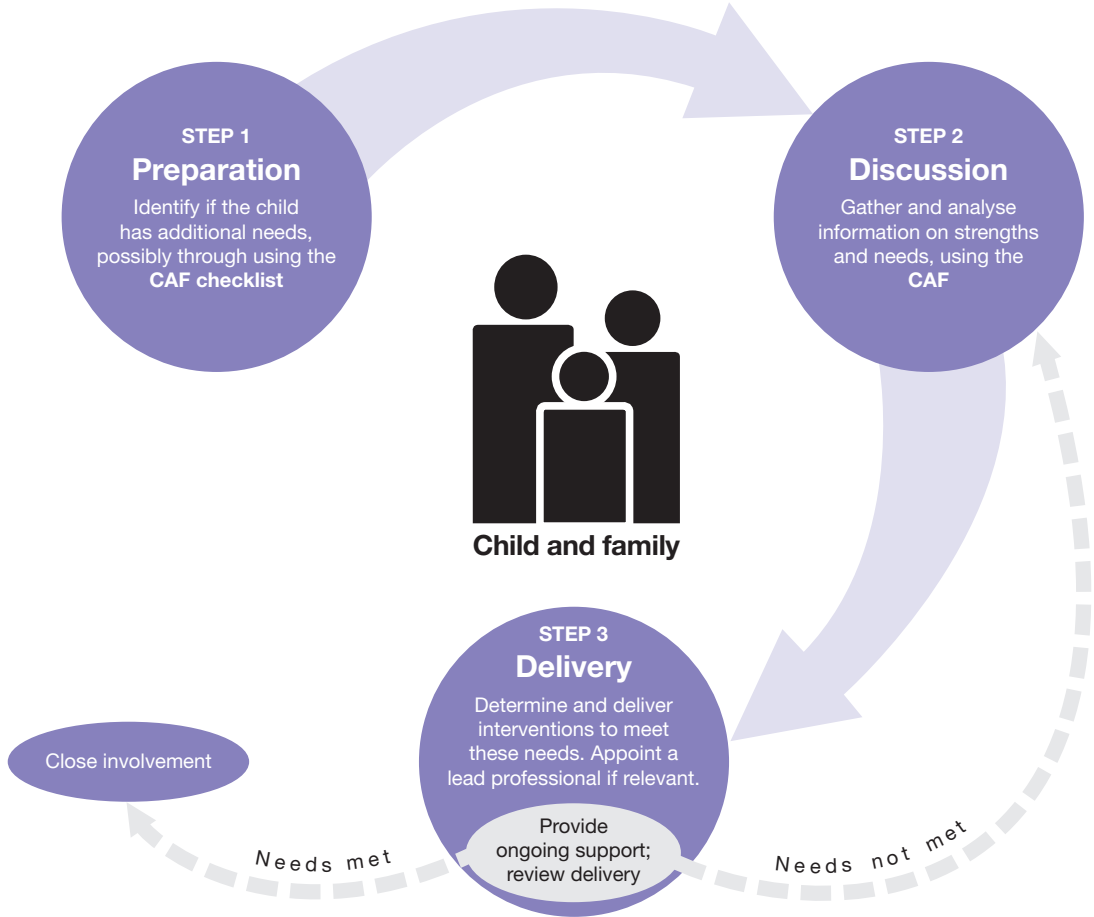 STEP 1
Preparation
Identify if the child
has additional needs,
possibly through using the
CAF checklist
STEP 2
Discussion
Gather and analyse
information on strengths
and needs, using the
CAF
Child and family
STEP 3
Delivery
Determine and deliver
interventions to meet
these needs. Appoint a
lead professional if relevant.
Provide
ongoing support;
review delivery
Close involvement
Needs met
Needs not met